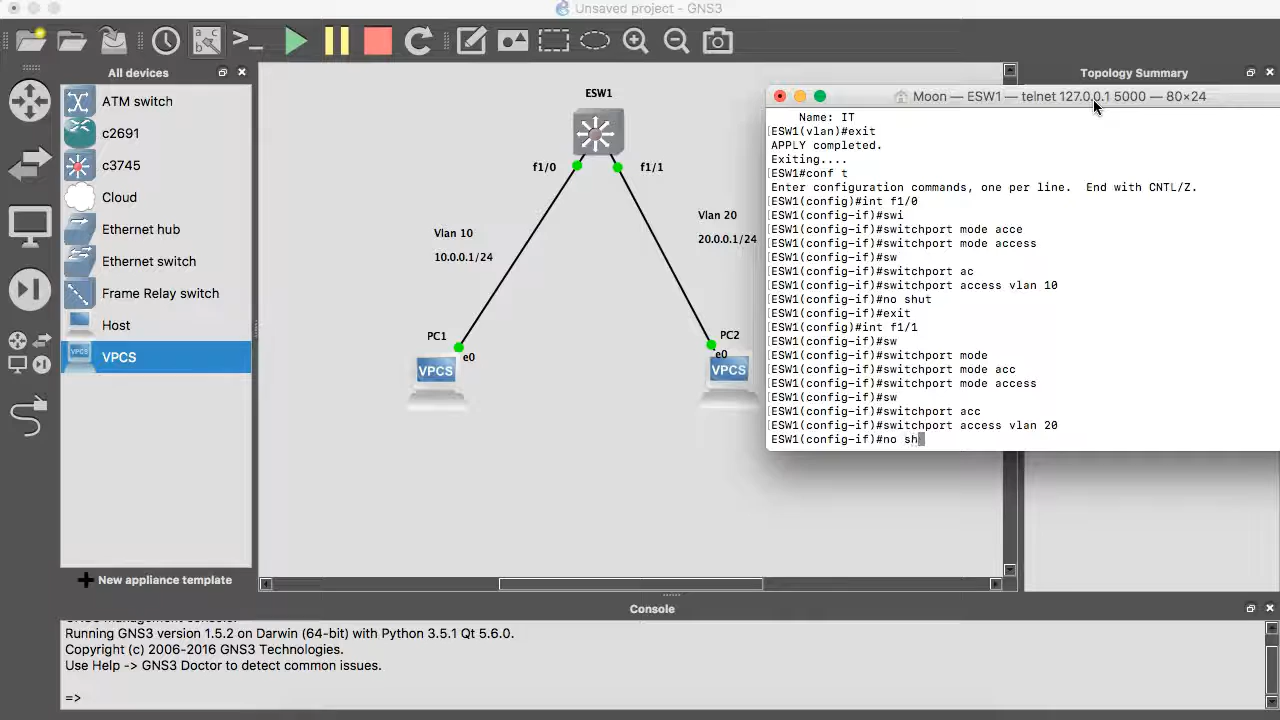 Unsaved project - GNS3
All devices
ATM switch
c2691
c3745
Cloud
Ethernet hub
Ethernet switch
Frame Relay switch
Host
VPCS
VPCS
New appliance template
ESW1
f1/0
f1/1
Vlan 10
10.0.0.1/24
Vlan 20
20.0.0.1/24
PC1
e0
VPCS
PC2
e0
VPCS
Topology Summary
Moon — ESW1 — telnet 127.0.0.1 5000 — 80×24
Name: IT
[ESW1(vlan)#exit
APPLY completed.
Exiting....
[ESW1#conf t
Enter configuration commands, one per line.  End with CNTL/Z.
[ESW1(config)#int f1/0
[ESW1(config-if)#swi
[ESW1(config-if)#switchport mode acce
[ESW1(config-if)#switchport mode access
[ESW1(config-if)#sw
[ESW1(config-if)#switchport ac
[ESW1(config-if)#switchport access vlan 10
[ESW1(config-if)#no shut
[ESW1(config-if)#exit
[ESW1(config)#int f1/1
[ESW1(config-if)#sw
[ESW1(config-if)#switchport mode
[ESW1(config-if)#switchport mode acc
[ESW1(config-if)#switchport mode access
[ESW1(config-if)#sw
[ESW1(config-if)#switchport acc
[ESW1(config-if)#switchport access vlan 20
ESW1(config-if)#no sh
Console
Running GNS3 version 1.5.2 on Darwin (64-bit) with Python 3.5.1 Qt 5.6.0.
Copyright (c) 2006-2016 GNS3 Technologies.
Use Help -> GNS3 Doctor to detect common issues.
=>